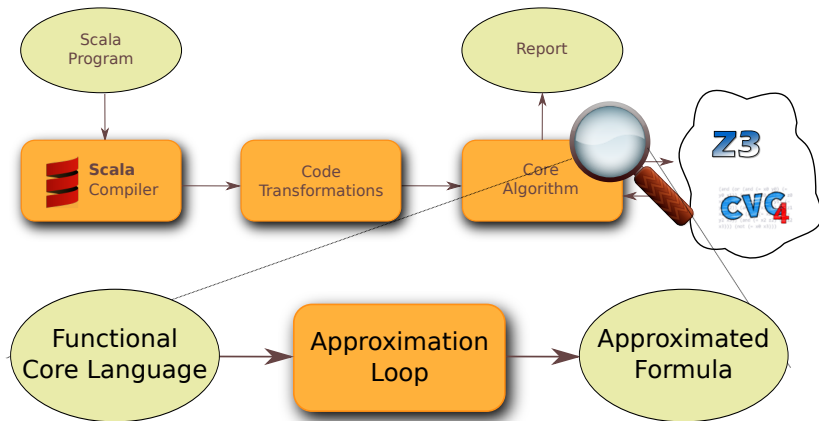 Scala
Program
Report
Scala
Compiler
Code
Transformations
Core
Algorithm
Z3
CVC4
Functional
Core Language
Approximation
Loop
Approximated
Formula